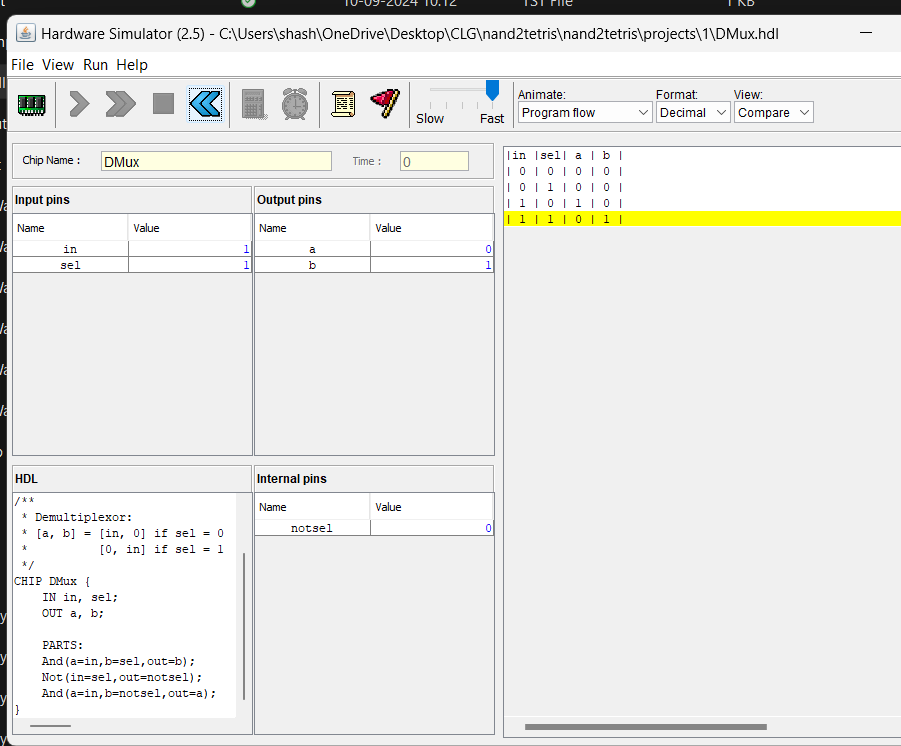 10-09-2024 10.12 TST File 1 KB
Hardware Simulator (2.5) - C:\Users\shash\OneDrive\Desktop\CLG\nand2tetris\nand2tetris\projects\1\DMux.hdl
File View Run Help
Slow Fast
Animate: Format: View:
Program flow Decimal Compare
Chip Name : DMux Time : 0
Input pins
Name Value
in 1
sel 1
Output pins
Name Value
a 0
b 1
|in |sel| a | b |
| 0 | 0 | 0 | 0 |
| 0 | 1 | 0 | 0 |
| 1 | 0 | 1 | 0 |
| 1 | 1 | 0 | 1 |
HDL
/**
* Demultiplexor:
* [a, b] = [in, 0] if sel = 0
* [0, in] if sel = 1
*/
CHIP DMux {
IN in, sel;
OUT a, b;
PARTS:
And(a=in,b=sel,out=b);
Not(in=sel,out=notsel);
And(a=in,b=notsel,out=a);
}
Internal pins
Name Value
notsel 0